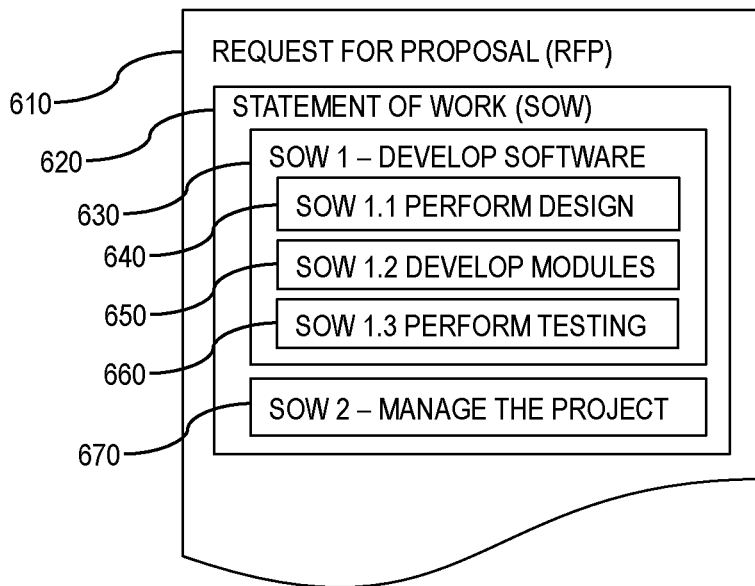 REQUEST FOR PROPOSAL (RFP)
610
STATEMENT OF WORK (SOW)
620
SOW 1 – DEVELOP SOFTWARE
630
SOW 1.1 PERFORM DESIGN
640
SOW 1.2 DEVELOP MODULES
650
SOW 1.3 PERFORM TESTING
660
SOW 2 – MANAGE THE PROJECT
670